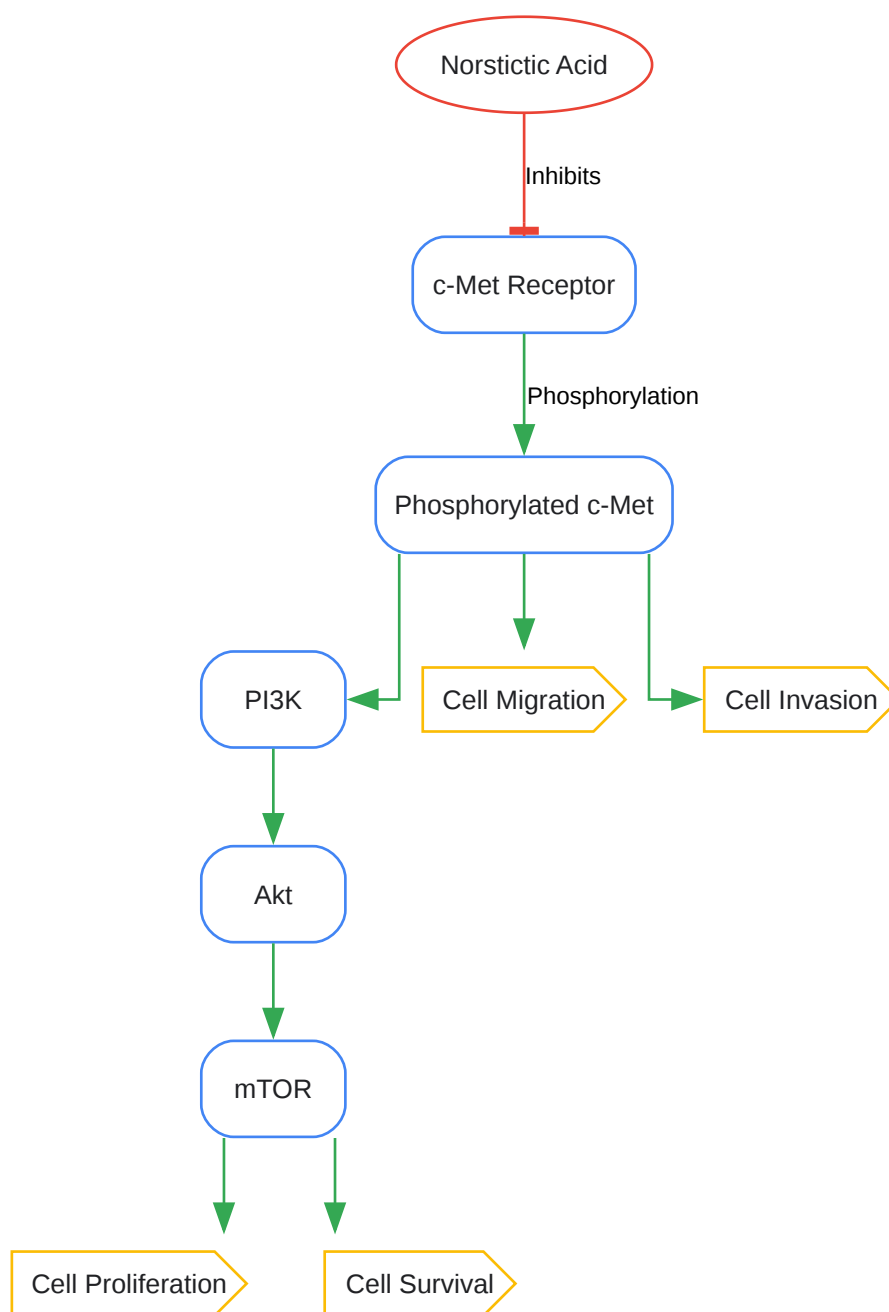 Norstictic Acid
Inhibits
c-Met Receptor
Phosphorylation
Phosphorylated c-Met
PI3K
Cell Migration
Cell Invasion
Akt
mTOR
Cell Proliferation
Cell Survival